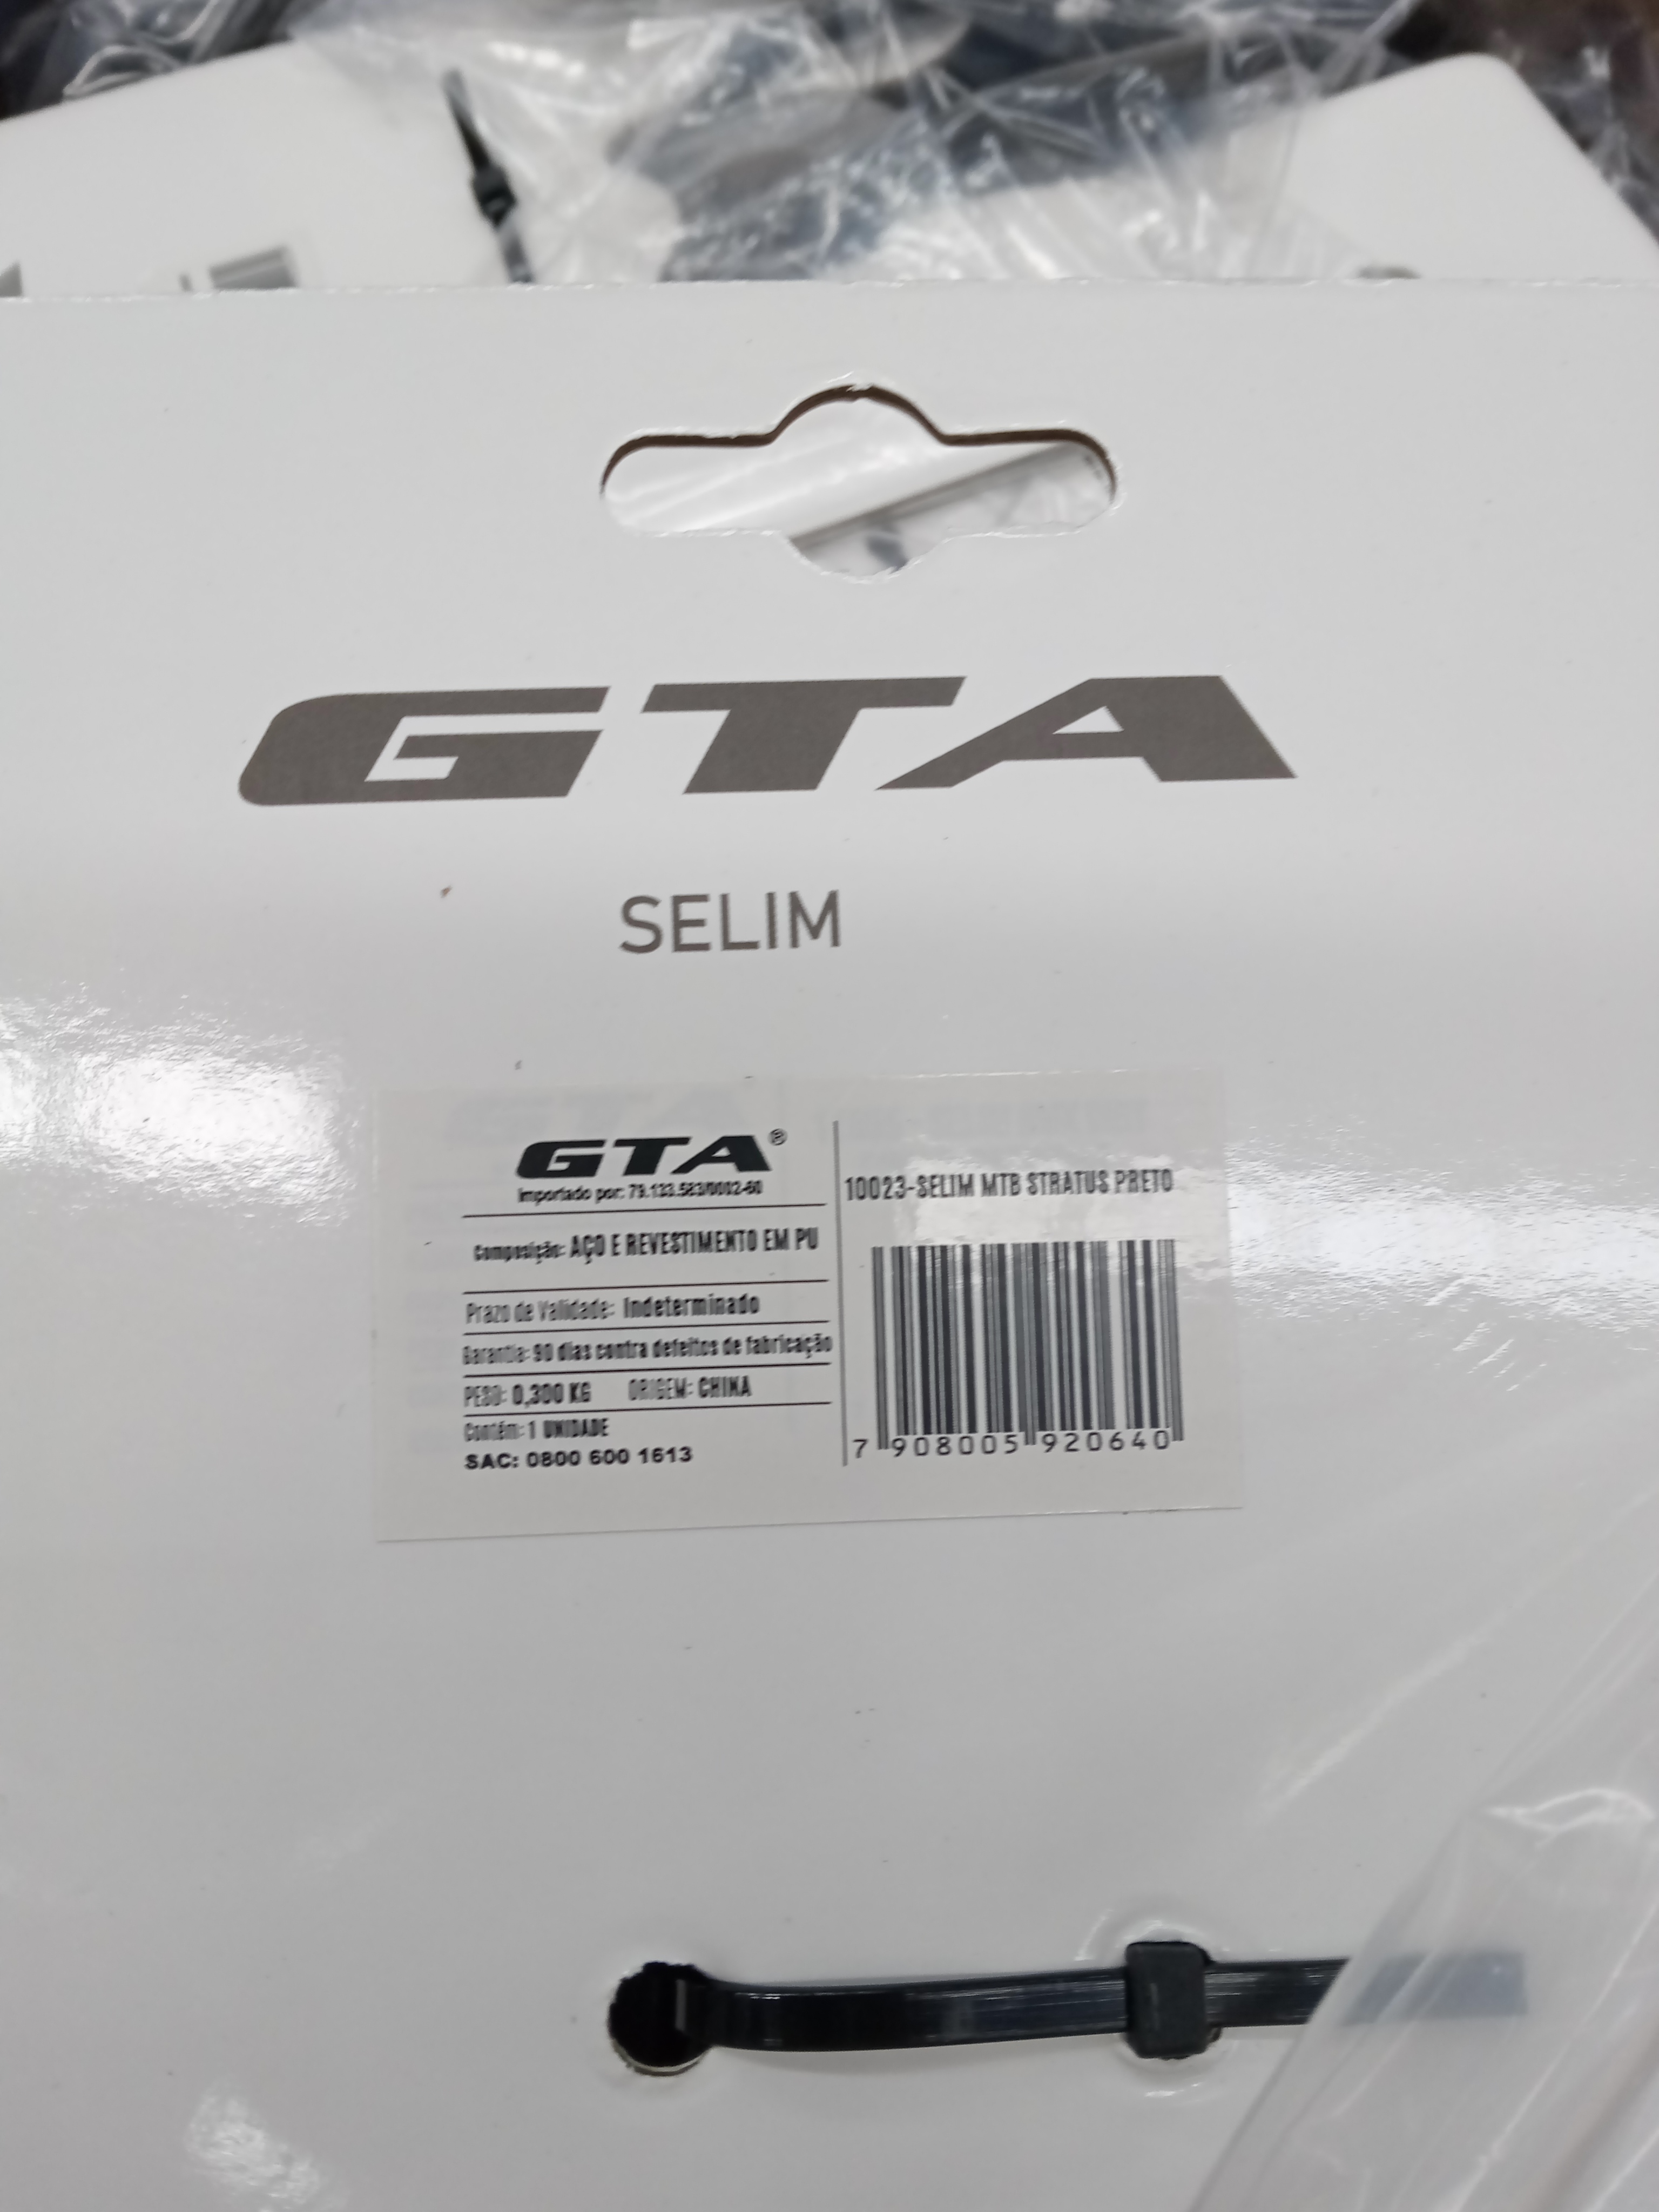 GTA
SELIM
GTA®
Importado por: 79.133.583/0002-60
Composição: AÇO E REVESTIMENTO EM PU
Prazo de Validade: Indeterminado
Garantia: 90 dias contra defeitos de fabricação
PESO: 0,300 KG ORIGEM: CHINA
Contém: 1 UNIDADE
SAC: 0800 600 1613
10023-SELIM MTB STRATUS PRETO
7 908005 920640